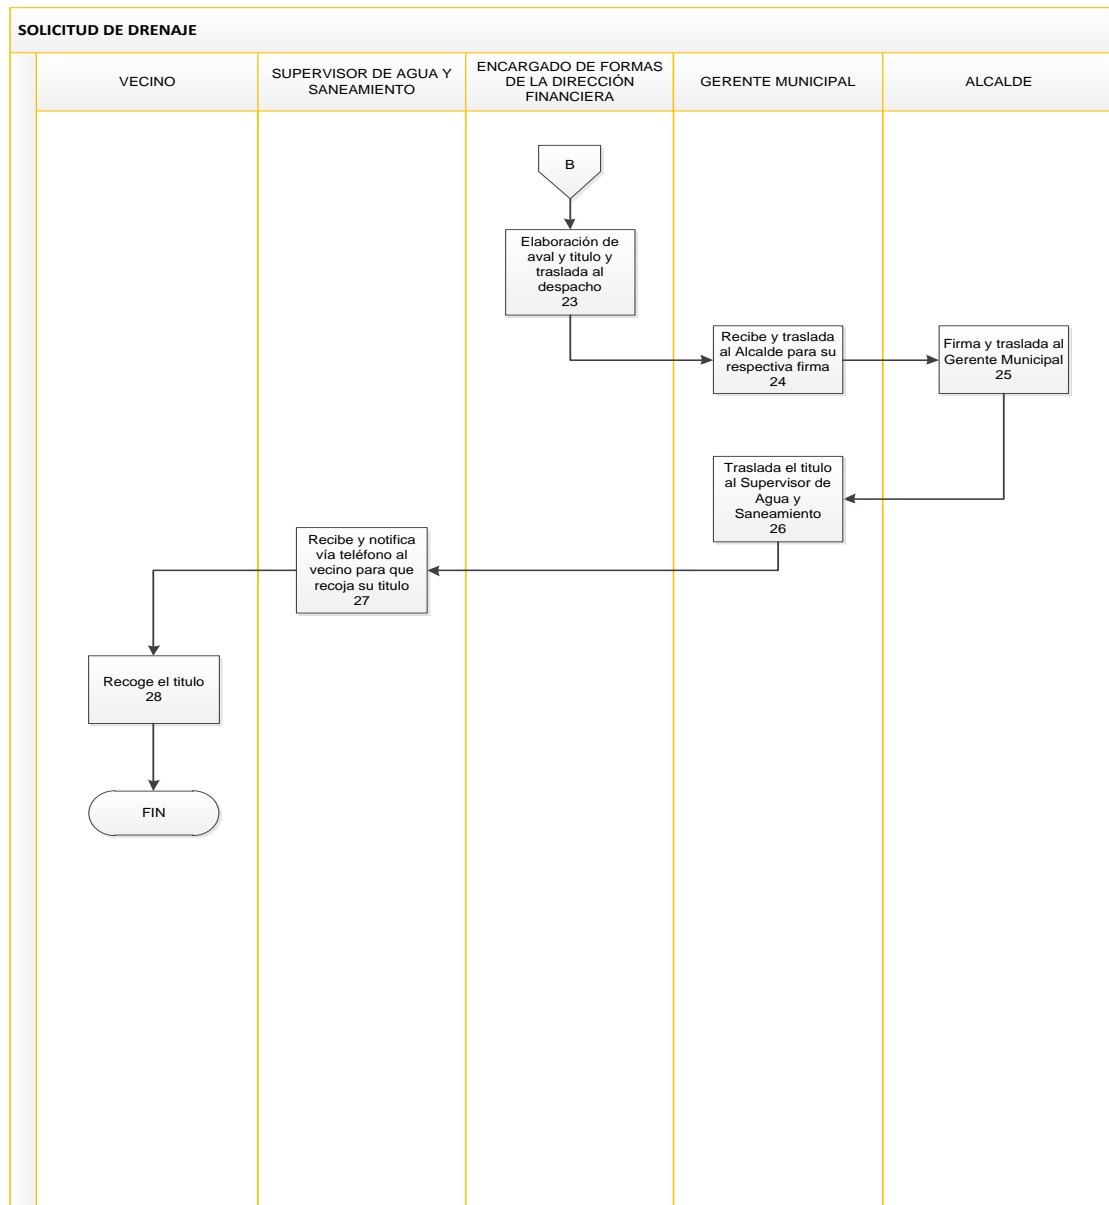 SOLICITUD DE DRENAJE
VECINO
SUPERVISOR DE AGUA Y
SANEAMIENTO
ENCARGADO DE FORMAS
DE LA DIRECCIÓN
FINANCIERA
GERENTE MUNICIPAL
ALCALDE
B
Elaboración de
aval y titulo y
traslada al
despacho
23
Recibe y traslada
al Alcalde para su
respectiva firma
24
Firma y traslada al
Gerente Municipal
25
Traslada el titulo
al Supervisor de
Agua y
Saneamiento
26
Recibe y notifica
vía teléfono al
vecino para que
recoja su titulo
27
Recoge el titulo
28
FIN